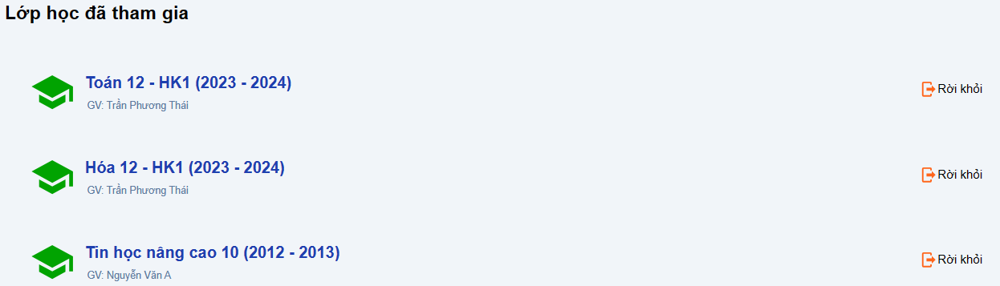 Lớp học đã tham gia
Toán 12 - HK1 (2023 - 2024)
GV: Trần Phương Thái
Rời khỏi
Hóa 12 - HK1 (2023 - 2024)
GV: Trần Phương Thái
Rời khỏi
Tin học nâng cao 10 (2012 - 2013)
GV: Nguyễn Văn A
Rời khỏi